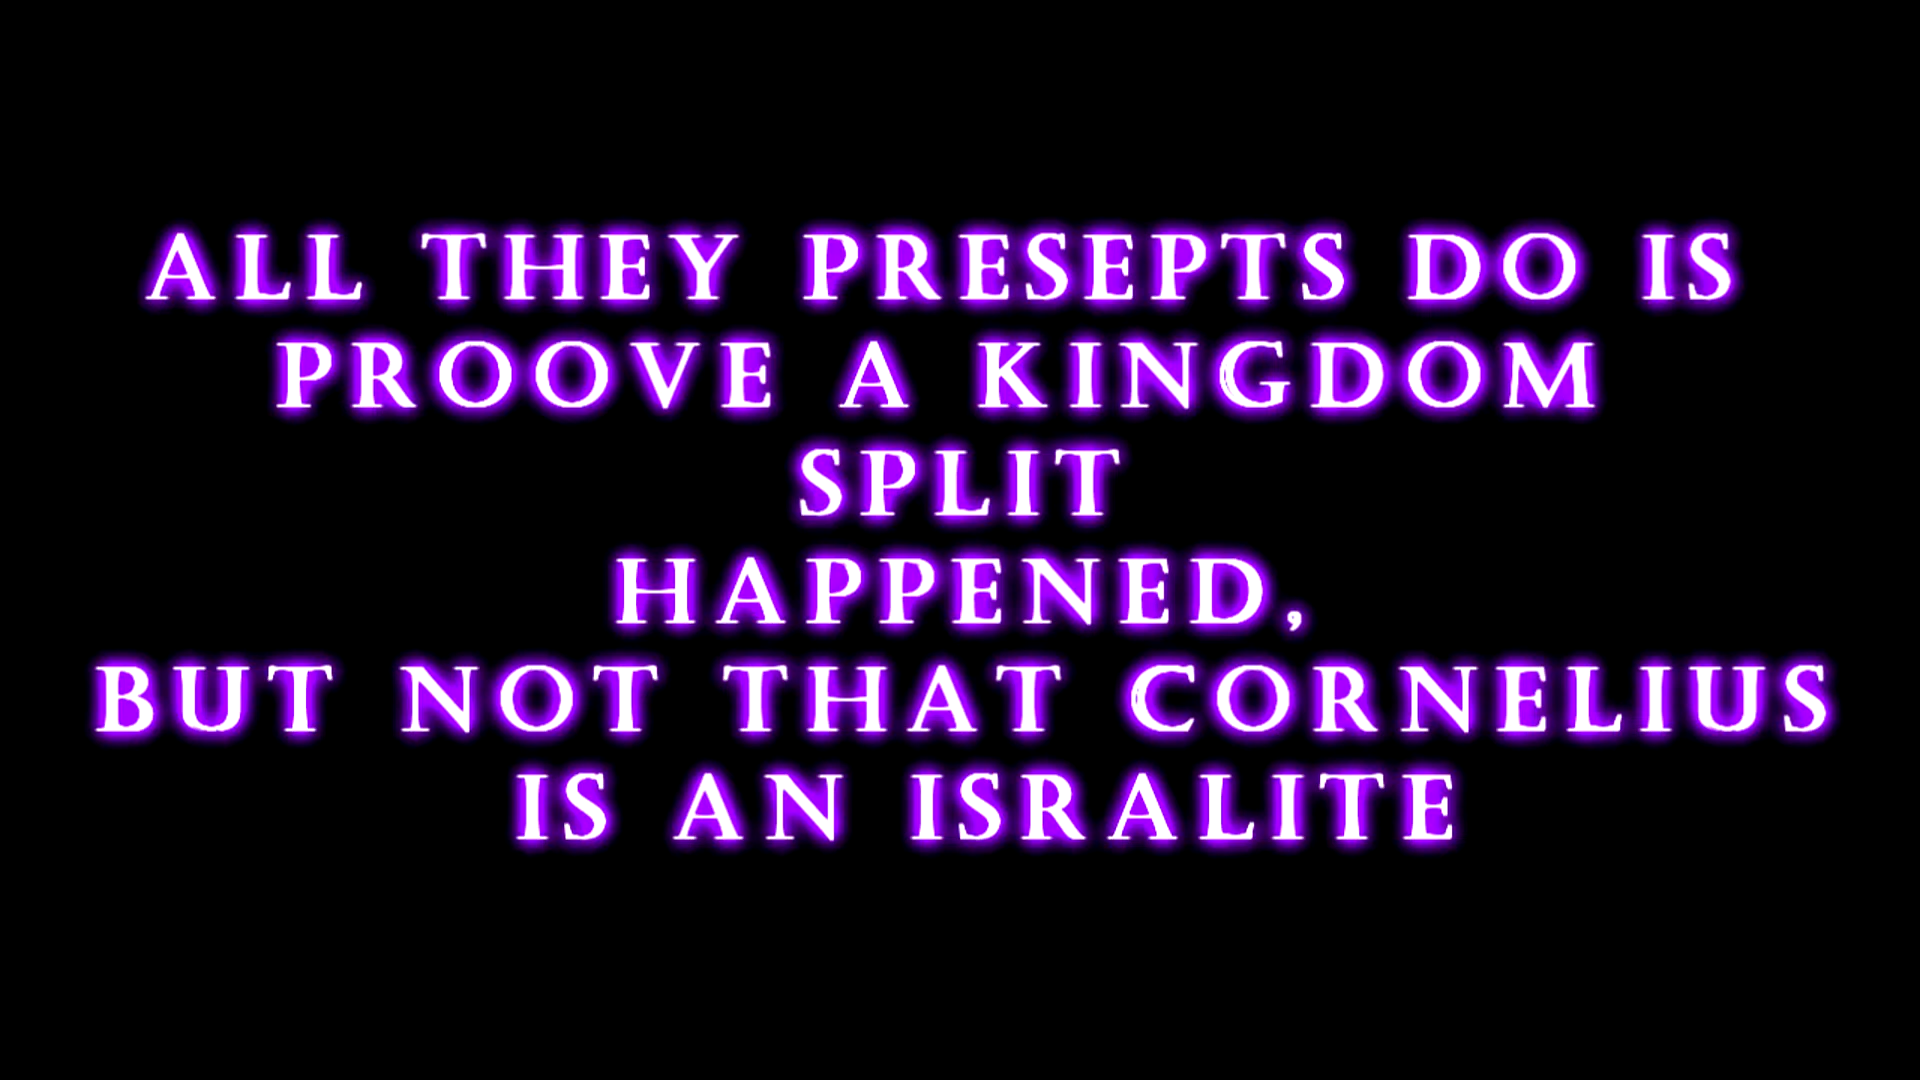 ALL THEY PRESEPTS DO IS
PROOVE A KINGDOM
SPLIT
HAPPENED,
BUT NOT THAT CORNELIUS
IS AN ISRALITE